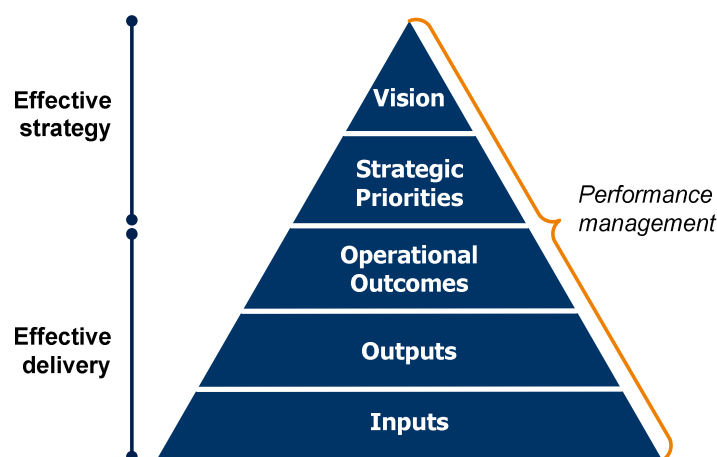 Effective
strategy
Vision
Strategic
Priorities
Performance
management
Operational
Outcomes
Effective
delivery
Outputs
Inputs